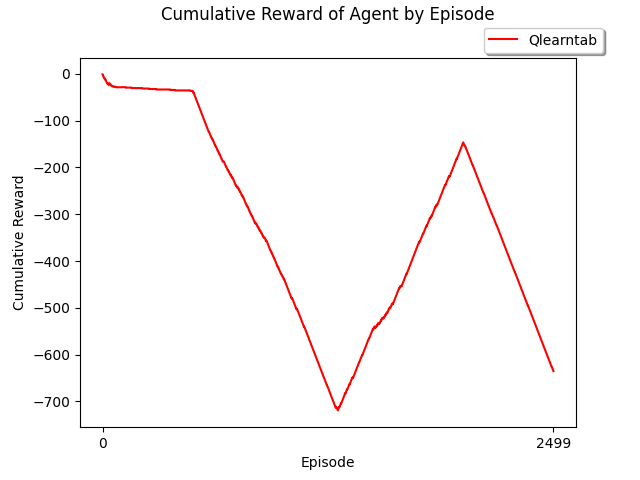 Cumulative Reward of Agent by Episode
Qlearntab
0
−100
−200
−300
−400
−500
−600
−700
Cumulative Reward
0 2499
Episode